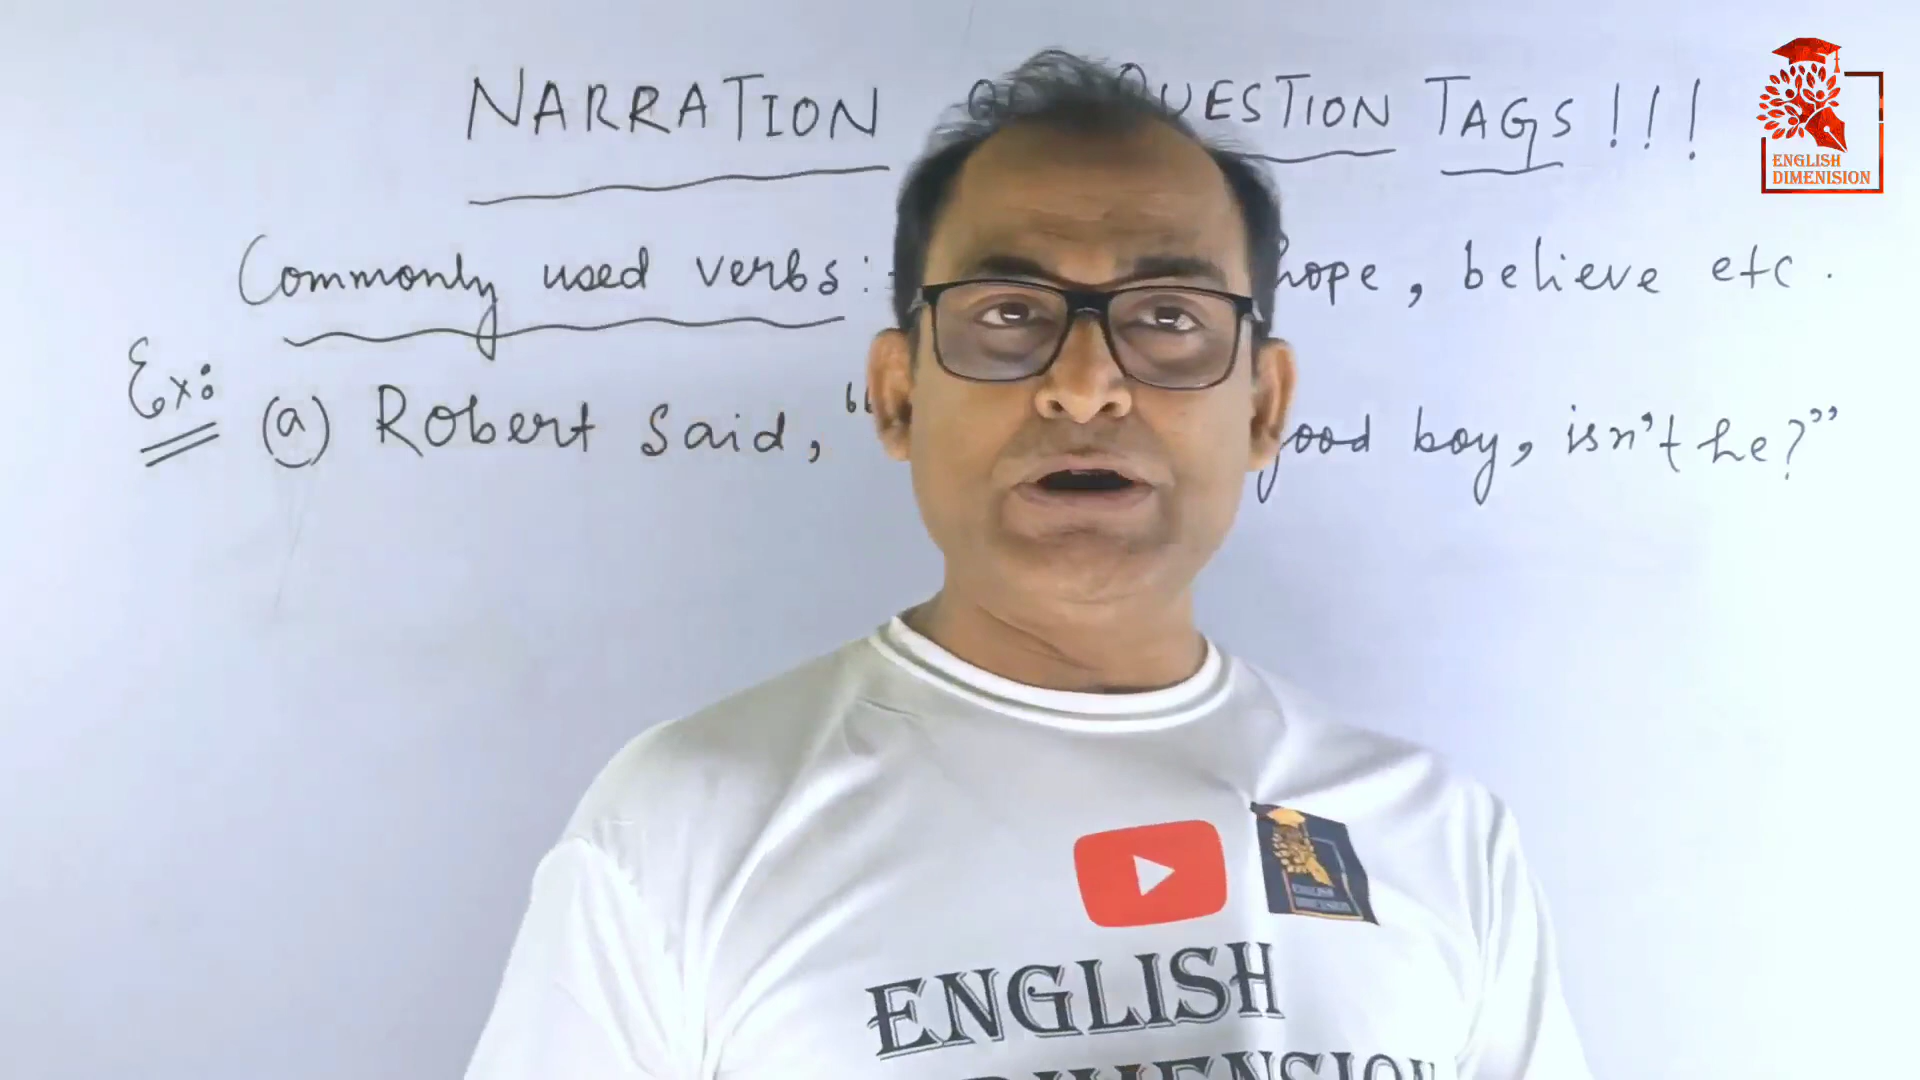 NARRATION QUESTION TAGS!!!
Commonly used verbs:- hope, believe etc.
Ex:
(a) Robert said, “ good boy, isn't he?”
ENGLISH
DIMENISION
ENGLISH
DIMENSION